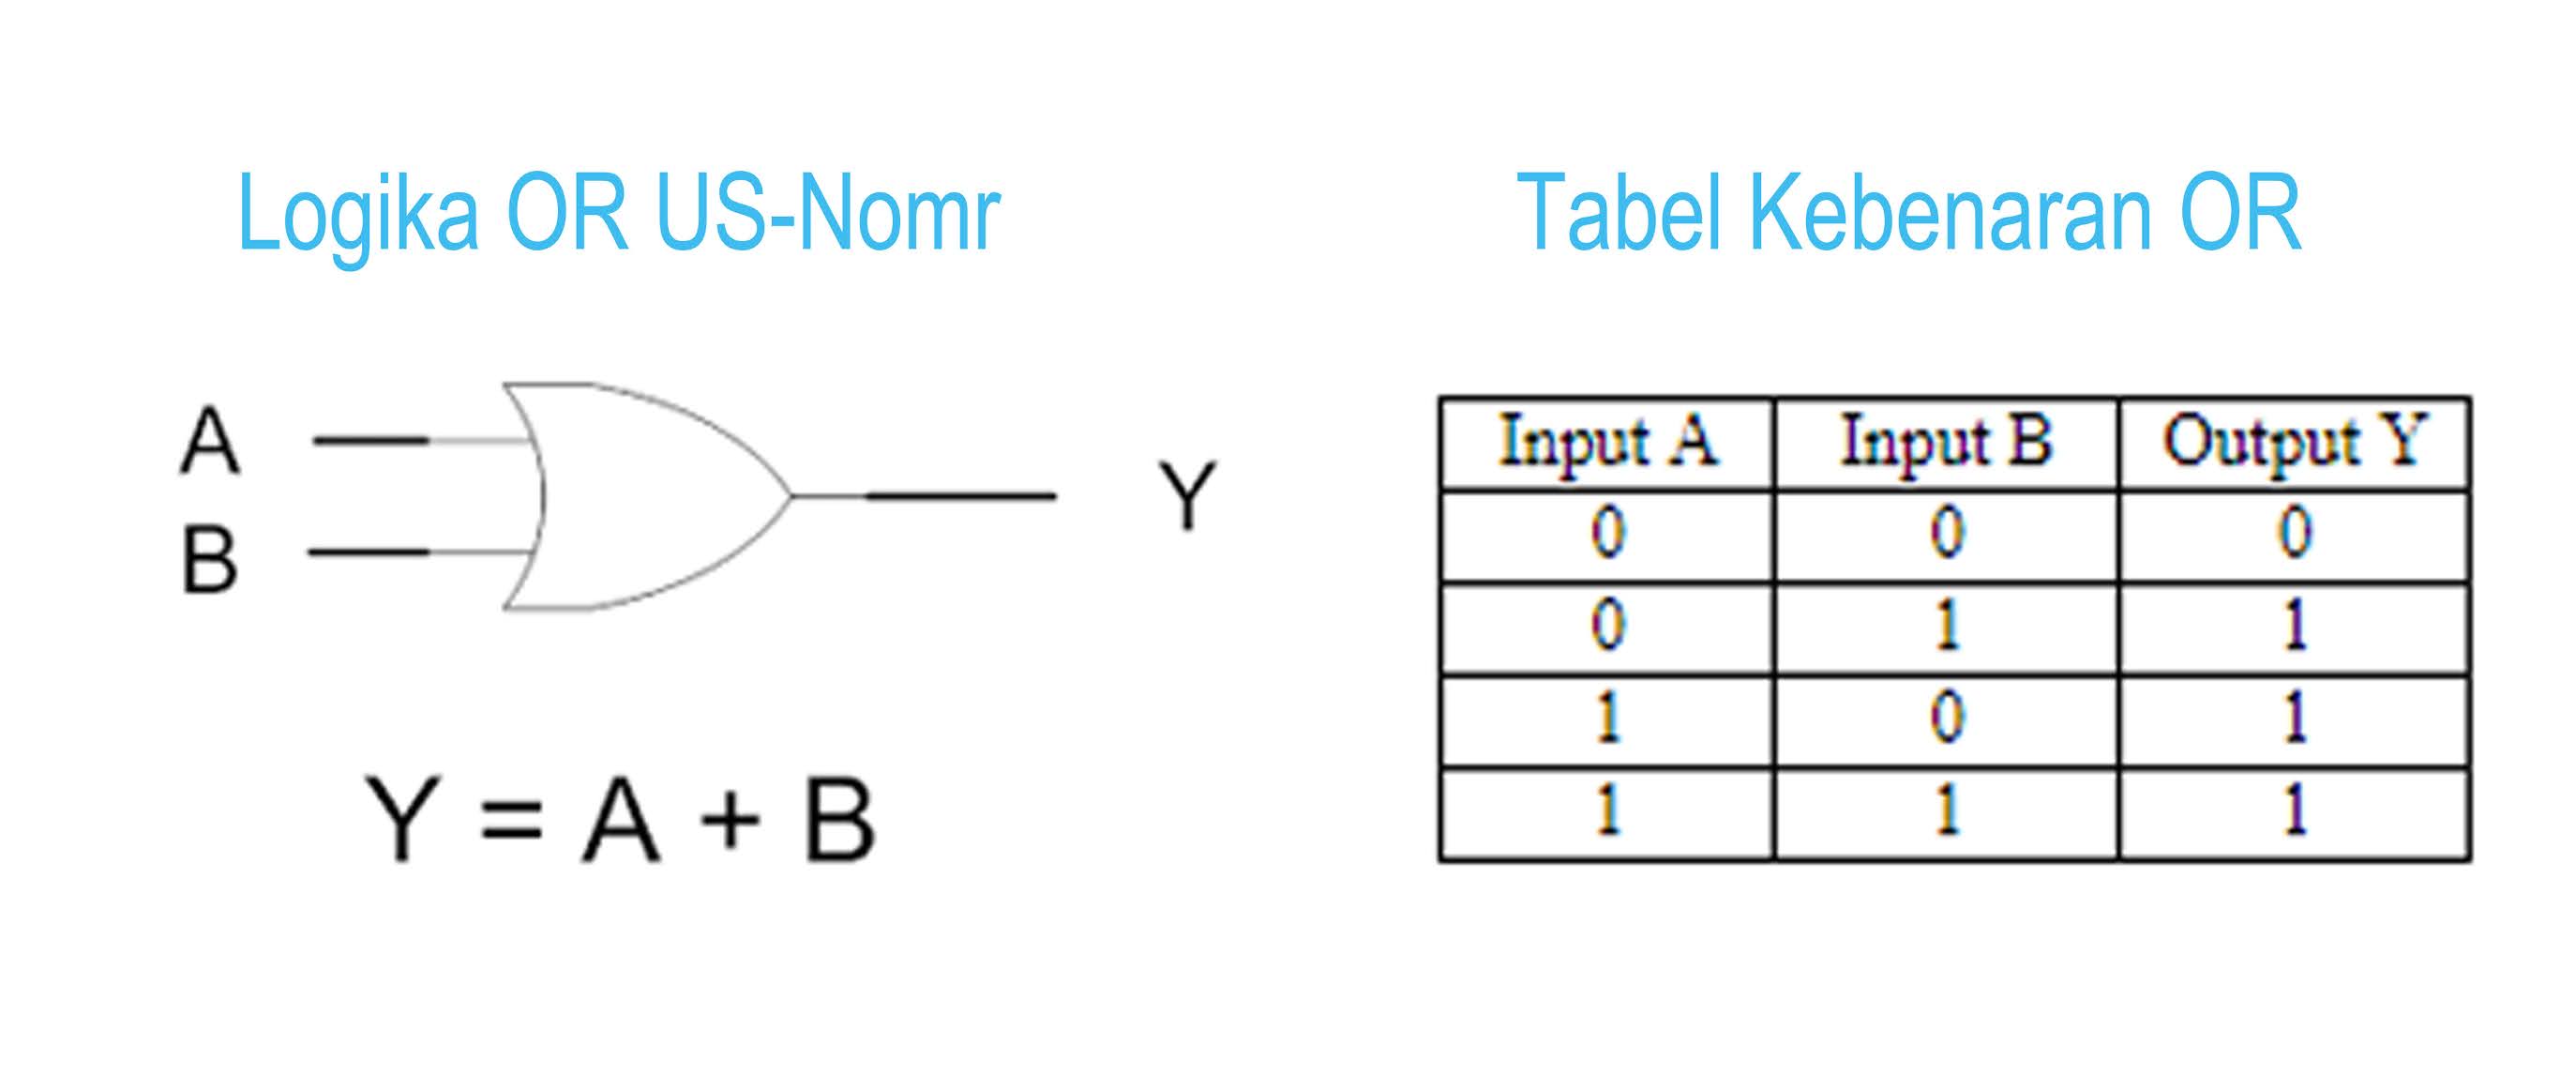 Logika OR US-Nomr
A
B
Y
Y = A + B
Tabel Kebenaran OR
Input A Input B Output Y
0 0 0
0 1 1
1 0 1
1 1 1